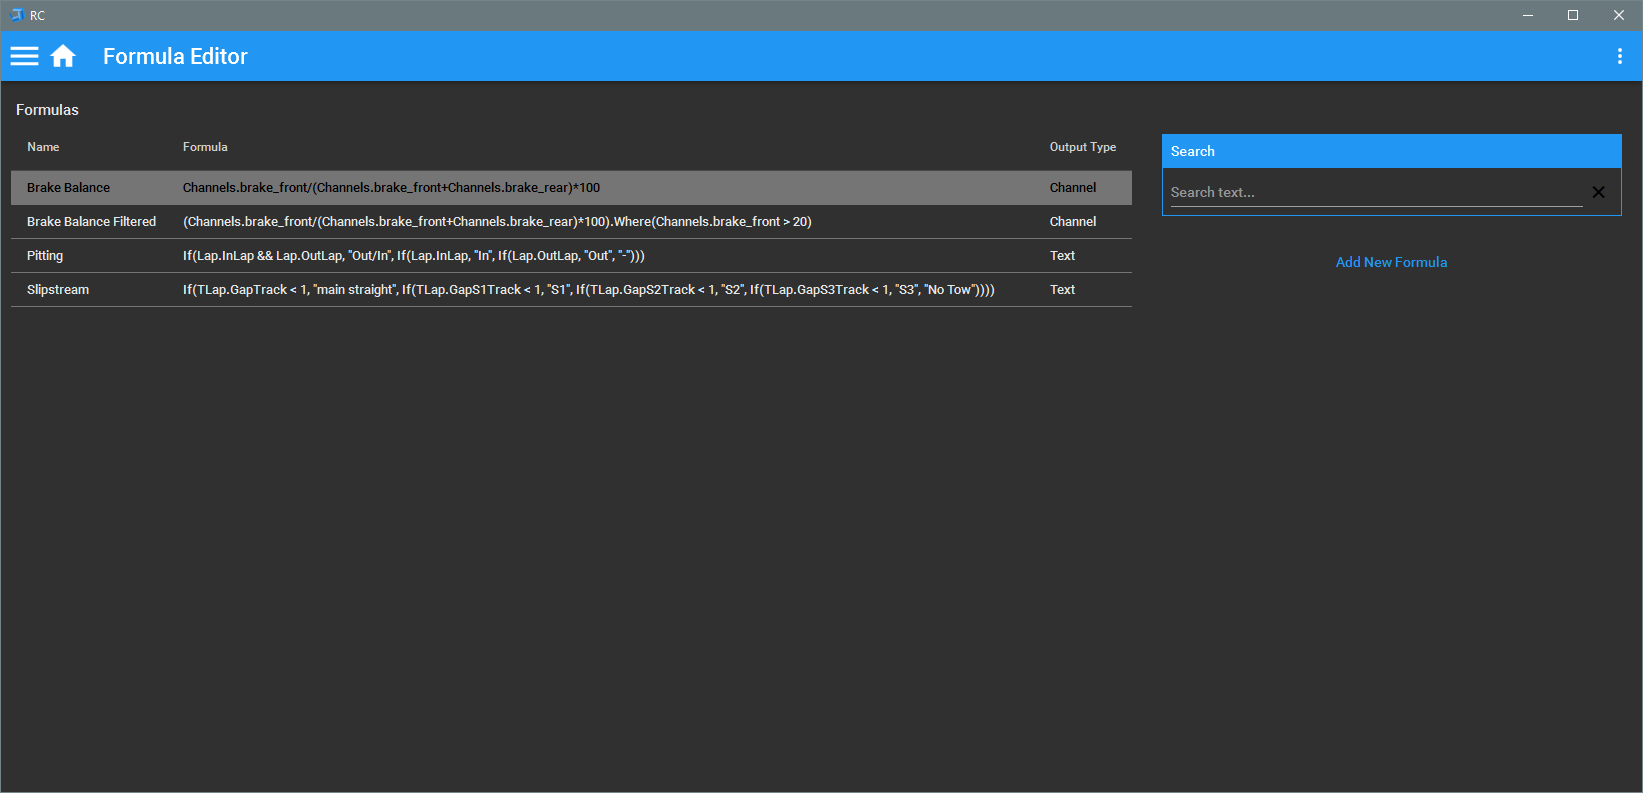 RC
Formula Editor
Formulas
Name Formula Output Type
Brake Balance Channels.brake_front/(Channels.brake_front+Channels.brake_rear)*100 Channel
Brake Balance Filtered (Channels.brake_front/(Channels.brake_front+Channels.brake_rear)*100).Where(Channels.brake_front > 20) Channel
Pitting If(Lap.InLap && Lap.OutLap, "Out/In", If(Lap.InLap, "In", If(Lap.OutLap, "Out", "-"))) Text
Slipstream If(TLap.GapTrack < 1, "main straight", If(TLap.GapS1Track < 1, "S1", If(TLap.GapS2Track < 1, "S2", If(TLap.GapS3Track < 1, "S3", "No Tow")))) Text
Search
Search text...
Add New Formula